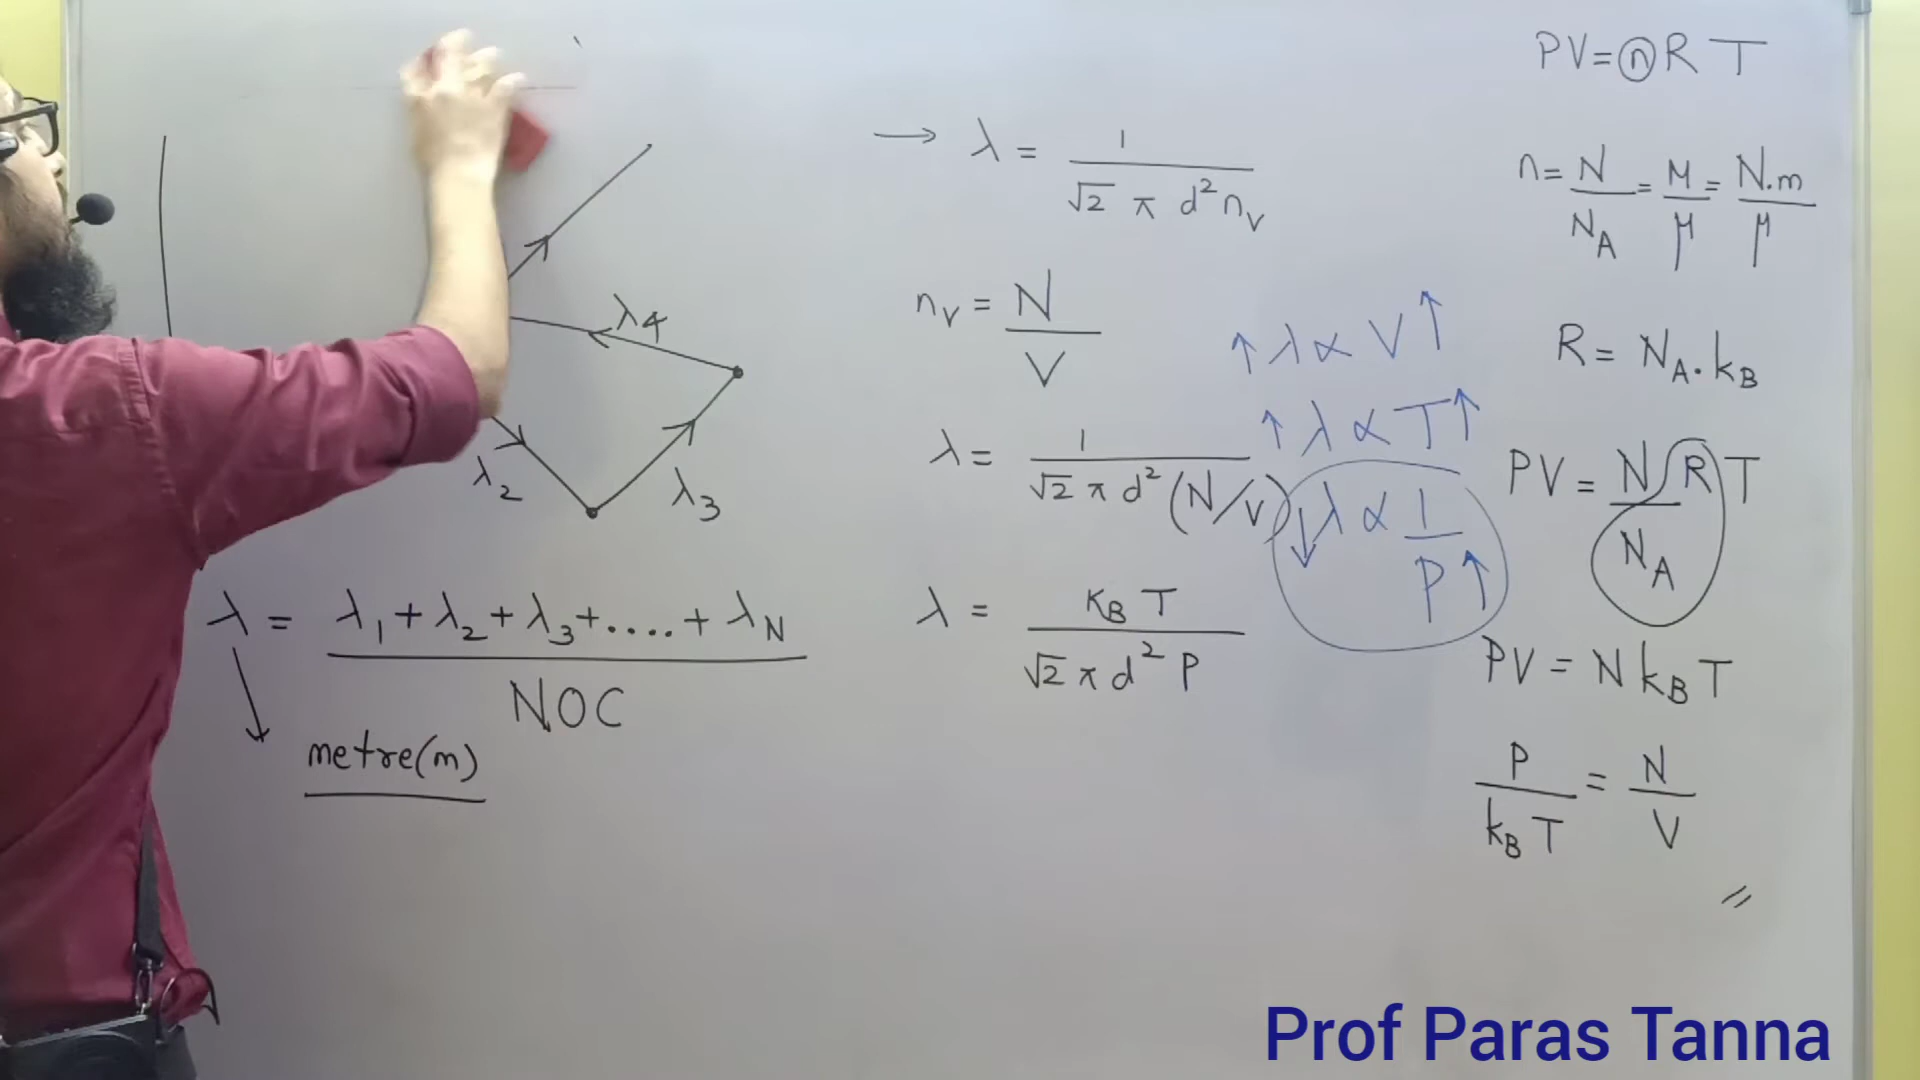 λ₄
λ₂
λ₃
λ = (λ₁ + λ₂ + λ₃ + .... + λN) / NOC
metre(m)
→ λ = 1 / (√2 π d² nV)
nV = N / V
λ = 1 / (√2 π d² (N/V))
λ = kB T / (√2 π d² P)
↑ λ ∝ V ↑
↑ λ ∝ T ↑
↓ λ ∝ 1 / P ↑
PV = n R T
n = N / NA = M / μ = N.m / μ
R = NA . kB
PV = N R T / NA
PV = N kB T
P / kB T = N / V
Prof Paras Tanna